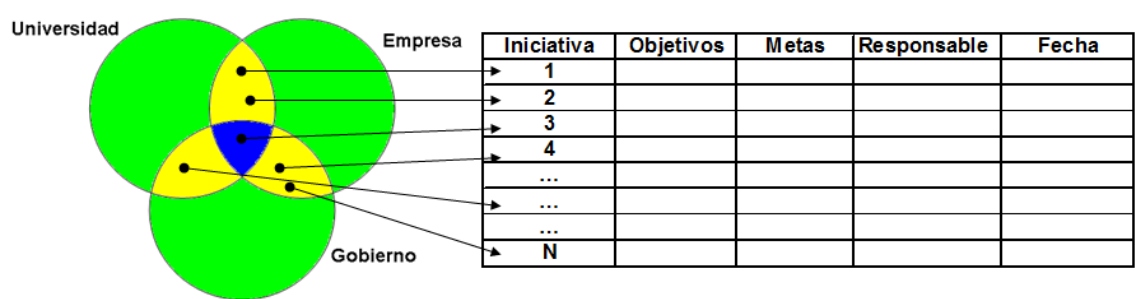 Universidad
Empresa
Gobierno
Iniciativa Objetivos Metas Responsable Fecha
1
2
3
4
...
...
...
N